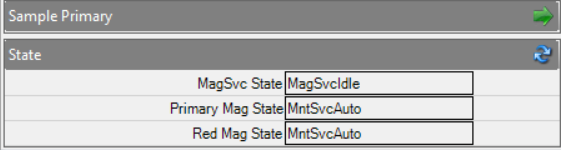 Sample Primary
State
MagSvc State MagSvcIdle
Primary Mag State MntSvcAuto
Red Mag State MntSvcAuto